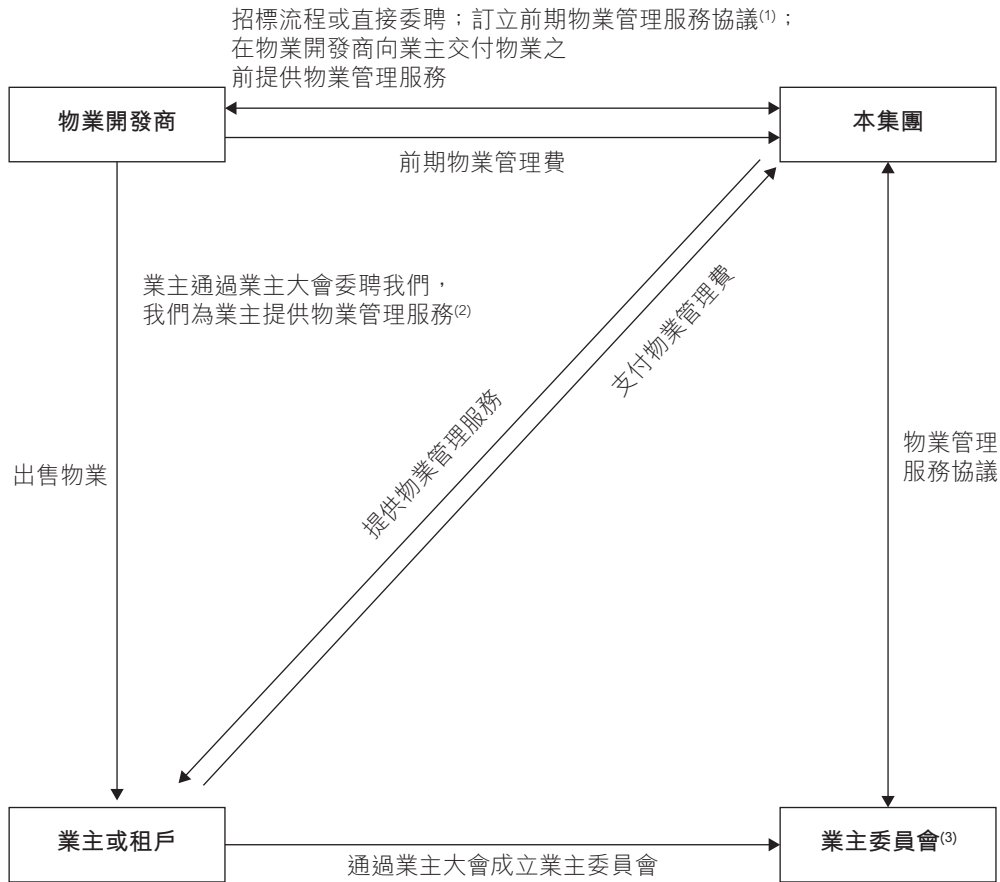 招標流程或直接委聘；訂立前期物業管理服務協議(1)；
在物業開發商向業主交付物業之
前提供物業管理服務
物業開發商
本集團
前期物業管理費
業主通過業主大會委聘我們，
我們為業主提供物業管理服務(2)
支付物業管理費
提供物業管理服務
出售物業
物業管理
服務協議
業主或租戶
業主委員會(3)
通過業主大會成立業主委員會